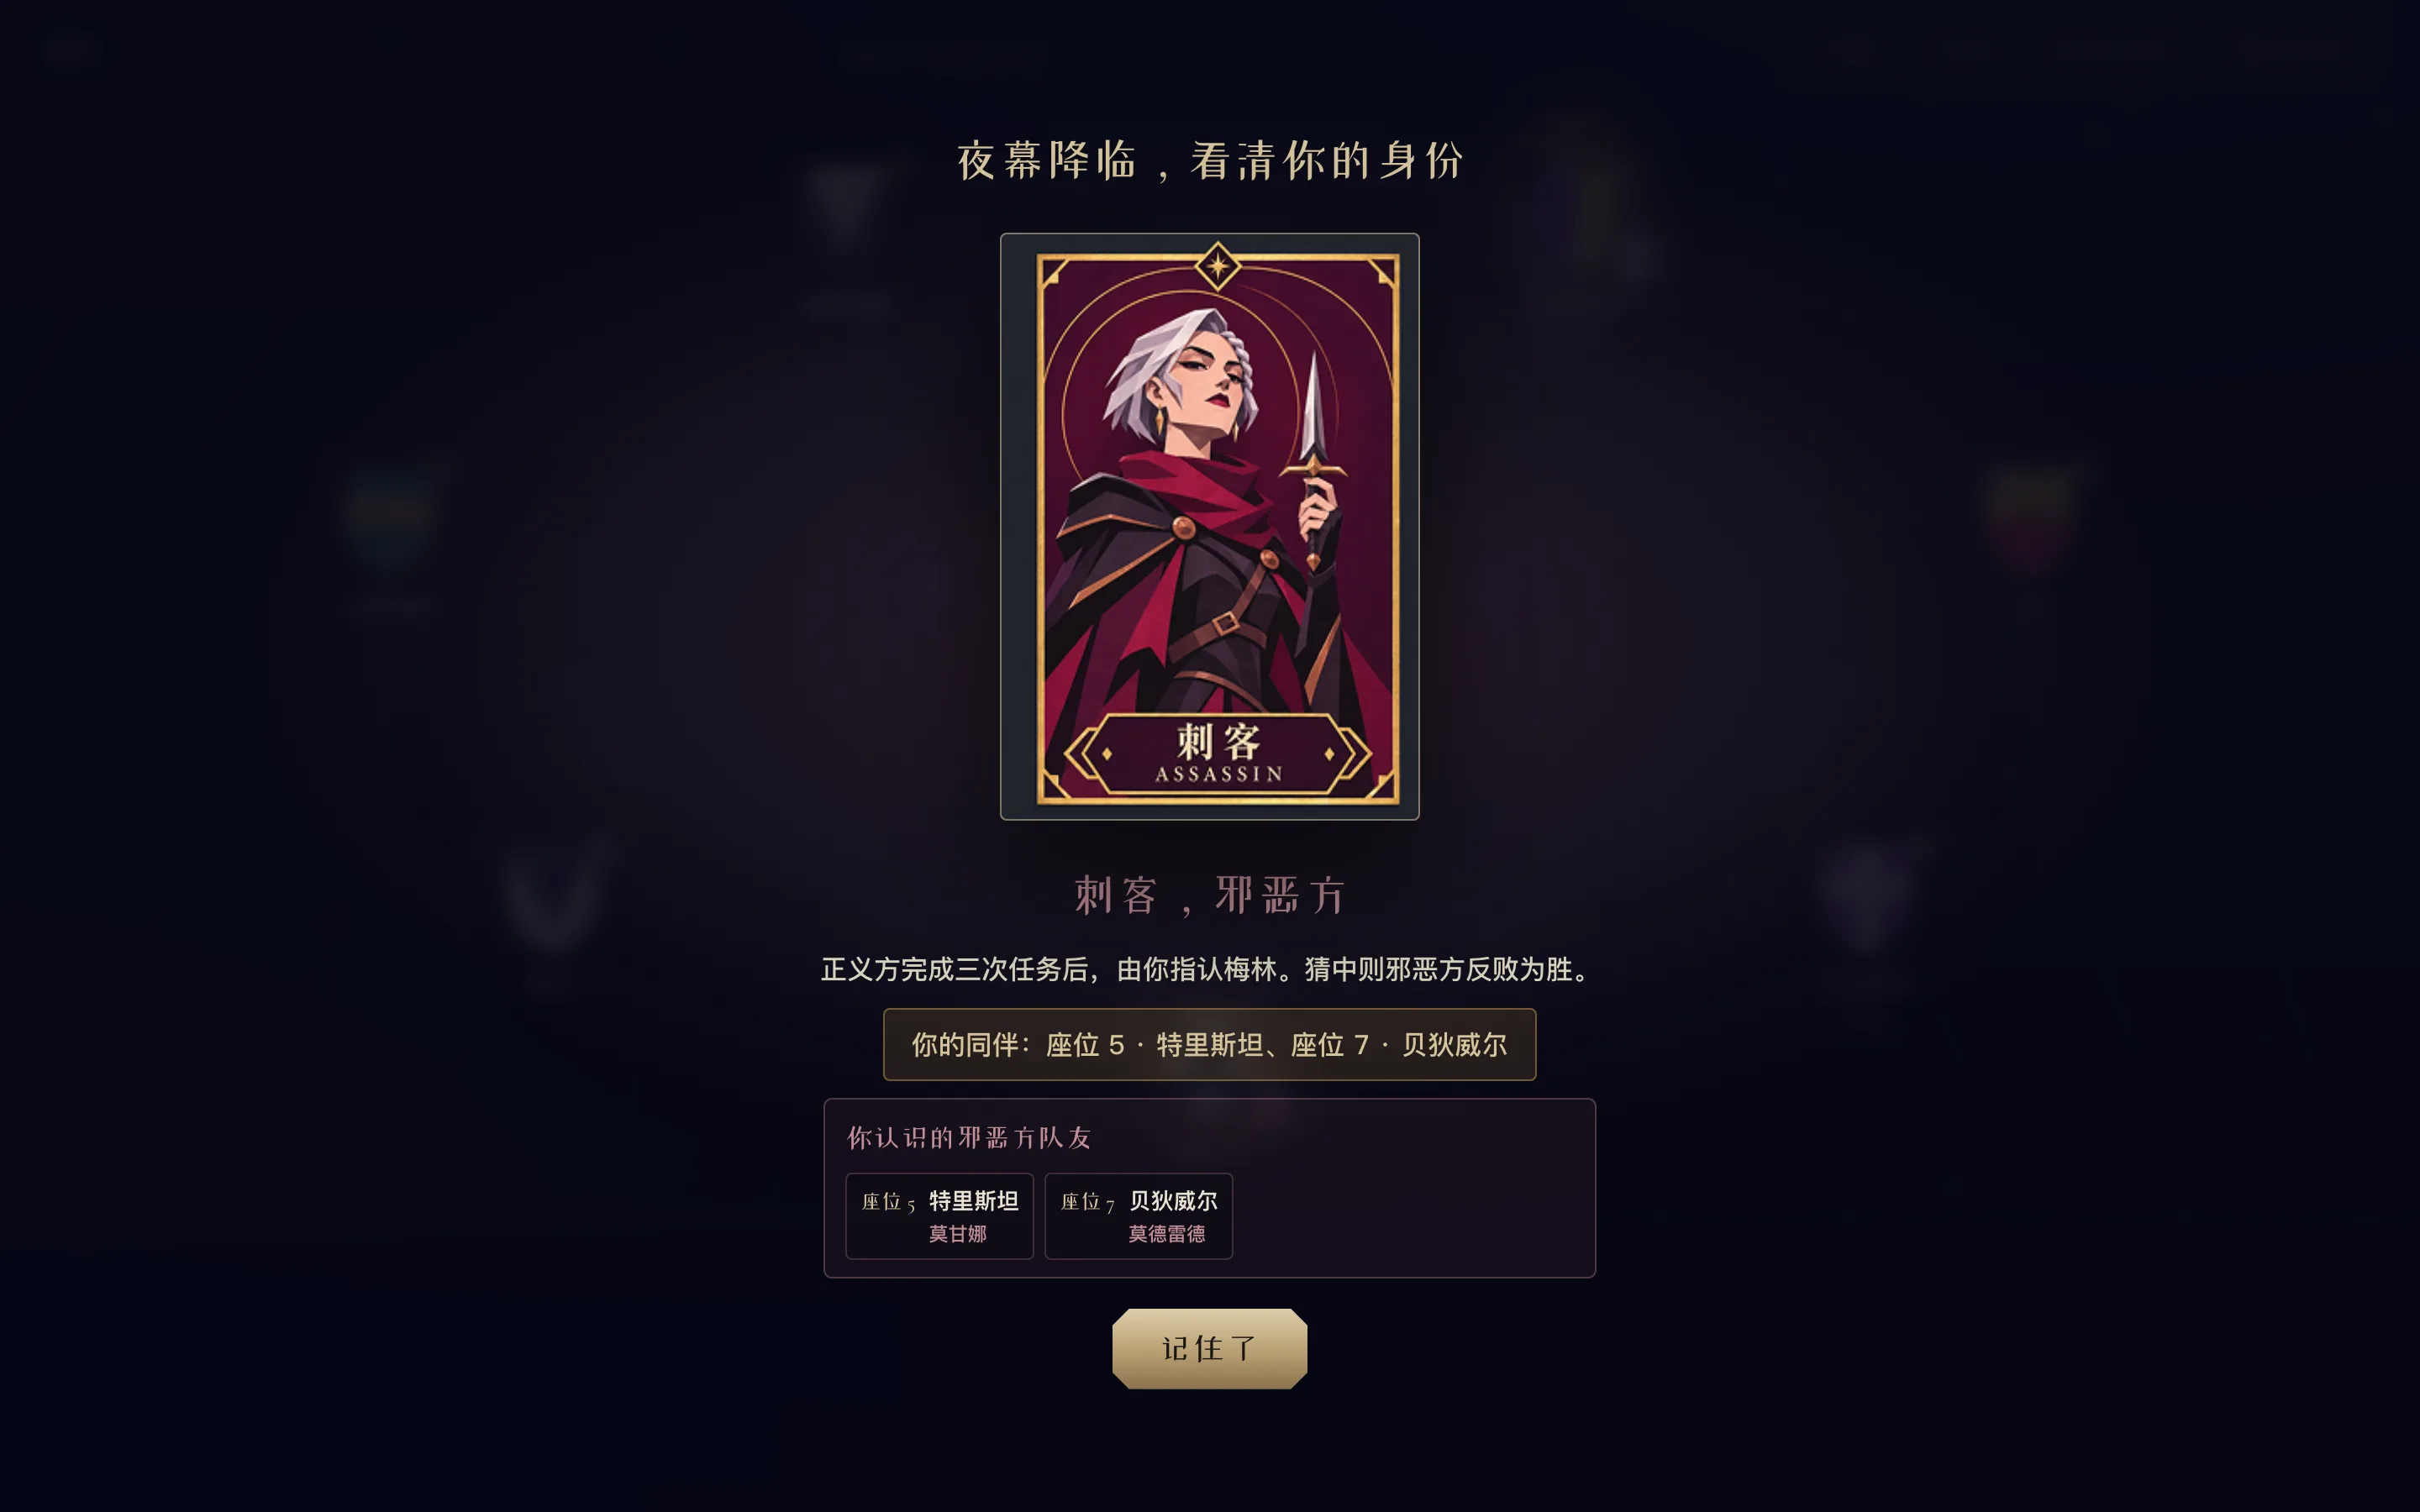 夜幕降临，看清你的身份
刺客
ASSASSIN
刺客，邪恶方
正义方完成三次任务后，由你指认梅林。猜中则邪恶方反败为胜。
你的同伴：座位 5 · 特里斯坦、座位 7 · 贝狄威尔
你认识的邪恶方队友
座位 5 特里斯坦
莫甘娜
座位 7 贝狄威尔
莫德雷德
记住了